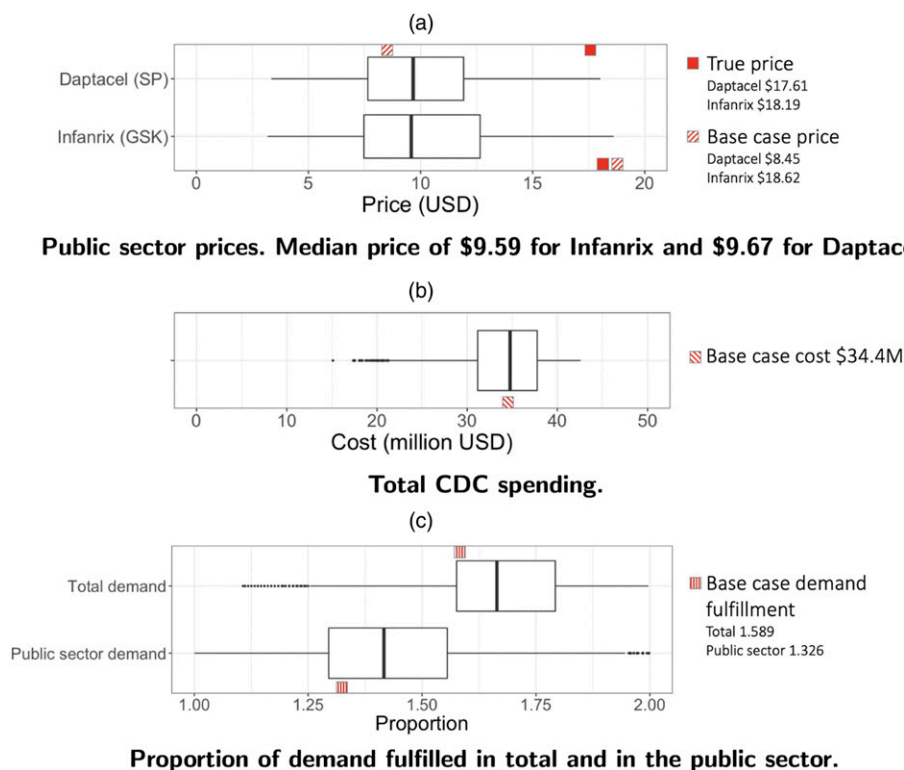 (a)
Daptacel (SP)
Infanrix (GSK)
0 5 10 15 20
Price (USD)
True price
Daptacel $17.61
Infanrix $18.19
Base case price
Daptacel $8.45
Infanrix $18.62
Public sector prices. Median price of $9.59 for Infanrix and $9.67 for Daptace
(b)
0 10 20 30 40 50
Cost (million USD)
Base case cost $34.4M
Total CDC spending.
(c)
Total demand
Public sector demand
1.00 1.25 1.50 1.75 2.00
Proportion
Base case demand
fulfillment
Total 1.589
Public sector 1.326
Proportion of demand fulfilled in total and in the public sector.